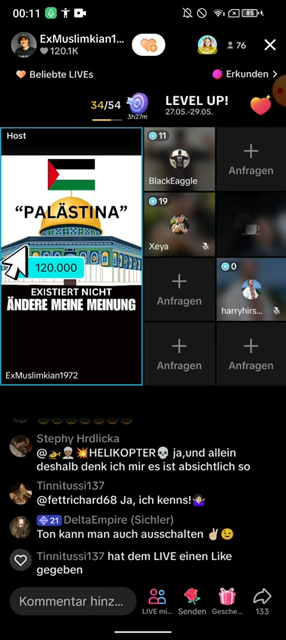 00:11
85
ExMuslimkian1...
120.1K
76
Beliebte LIVEs
Erkunden
34/54
3h27m
LEVEL UP!
27.05.-29.05.
Host
11
BlackEaggle
Anfragen
“PALÄSTINA”
19
Xeya
120.000
EXISTIERT NICHT
ÄNDERE MEINE MEINUNG
Anfragen
0
harryhirs...
ExMuslimkian1972
Anfragen
Anfragen
Stephy Hrdlicka
@🚁👨🏼‍🦳💥HELIKOPTER💀 ja,und allein
deshalb denk ich mir es ist absichtlich so
Tinnitussi137
@fettrichard68 Ja, ich kenns!🤷🏻‍♀️
21 DeltaEmpire (Sichler)
Ton kann man auch ausschalten ✌🏻😉
Tinnitussi137 hat dem LIVE einen Like
gegeben
Kommentar hinz...
LIVE mi...
Senden
Gesche...
133